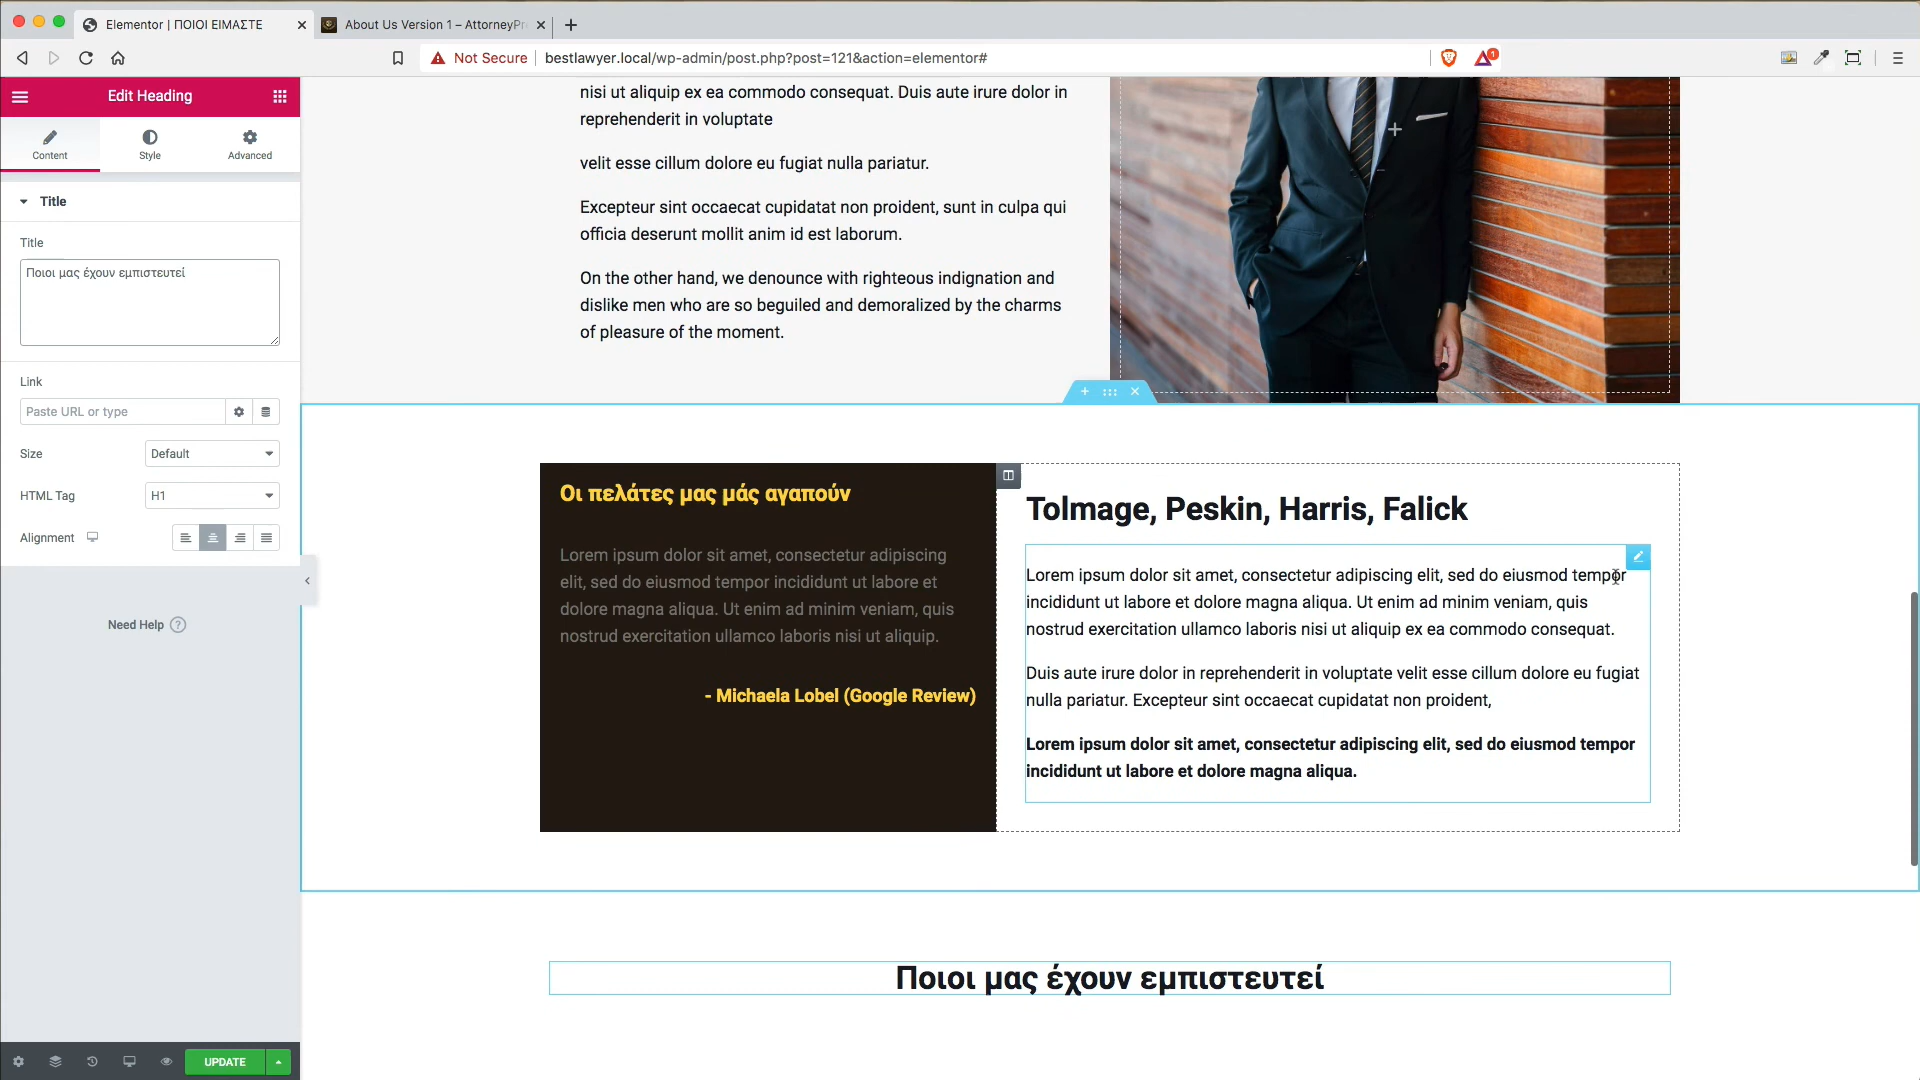 Elementor | ΠΟΙΟΙ ΕΙΜΑΣΤΕ
About Us Version 1 – AttorneyPr
Not Secure
bestlawyer.local/wp-admin/post.php?post=121&action=elementor#
1
Edit Heading
Content
Style
Advanced
Title
Title
Ποιοι μας έχουν εμπιστευτεί
Link
Paste URL or type
Size
Default
HTML Tag
H1
Alignment
Need Help
UPDATE
nisi ut aliquip ex ea commodo consequat. Duis aute irure dolor in
reprehenderit in voluptate
velit esse cillum dolore eu fugiat nulla pariatur.
Excepteur sint occaecat cupidatat non proident, sunt in culpa qui
officia deserunt mollit anim id est laborum.
On the other hand, we denounce with righteous indignation and
dislike men who are so beguiled and demoralized by the charms
of pleasure of the moment.
Οι πελάτες μας μάς αγαπούν
Lorem ipsum dolor sit amet, consectetur adipiscing
elit, sed do eiusmod tempor incididunt ut labore et
dolore magna aliqua. Ut enim ad minim veniam, quis
nostrud exercitation ullamco laboris nisi ut aliquip.
- Michaela Lobel (Google Review)
Tolmage, Peskin, Harris, Falick
Lorem ipsum dolor sit amet, consectetur adipiscing elit, sed do eiusmod tempor
incididunt ut labore et dolore magna aliqua. Ut enim ad minim veniam, quis
nostrud exercitation ullamco laboris nisi ut aliquip ex ea commodo consequat.
Duis aute irure dolor in reprehenderit in voluptate velit esse cillum dolore eu fugiat
nulla pariatur. Excepteur sint occaecat cupidatat non proident,
Lorem ipsum dolor sit amet, consectetur adipiscing elit, sed do eiusmod tempor
incididunt ut labore et dolore magna aliqua.
Ποιοι μας έχουν εμπιστευτεί